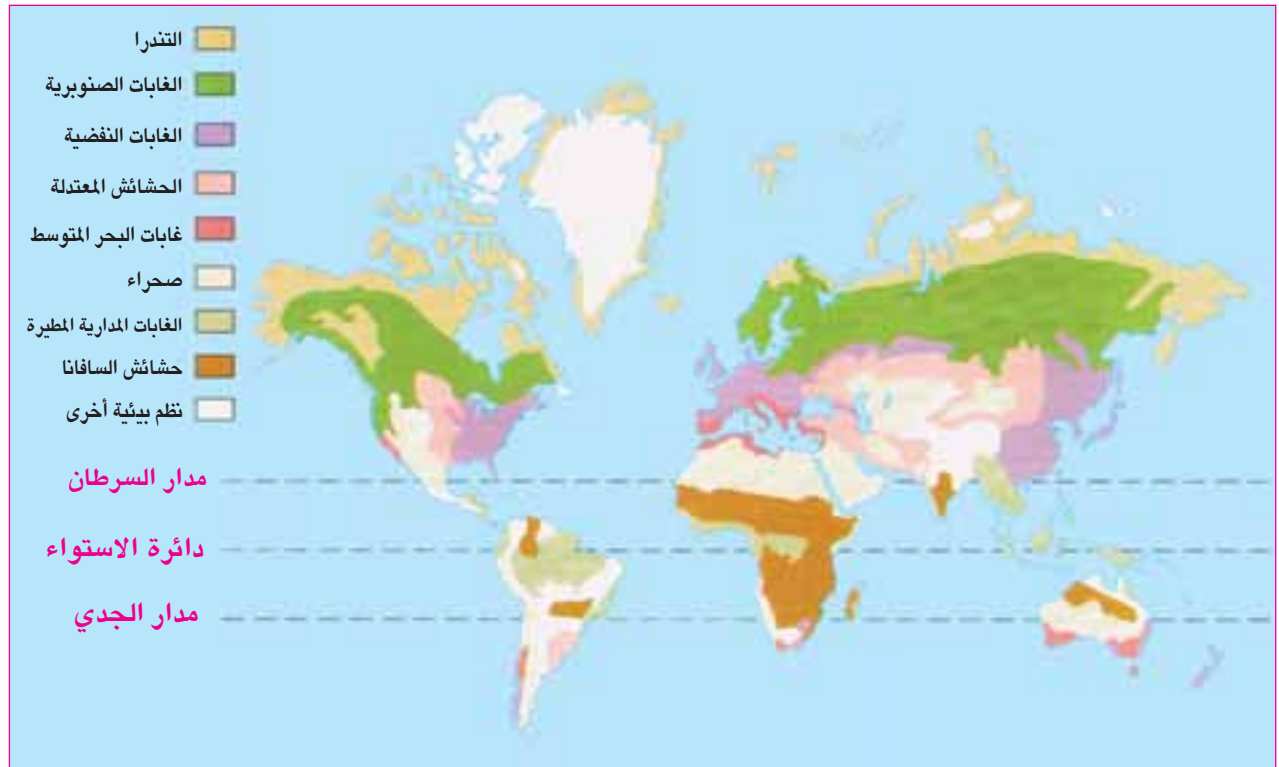 التندرا
الغابات الصنوبرية
الغابات النفضية
الحشائش المعتدلة
غابات البحر المتوسط
صحراء
الغابات المدارية المطيرة
حشائش السافانا
نظم بيئية أخرى
مدار السرطان
دائرة الاستواء
مدار الجدي